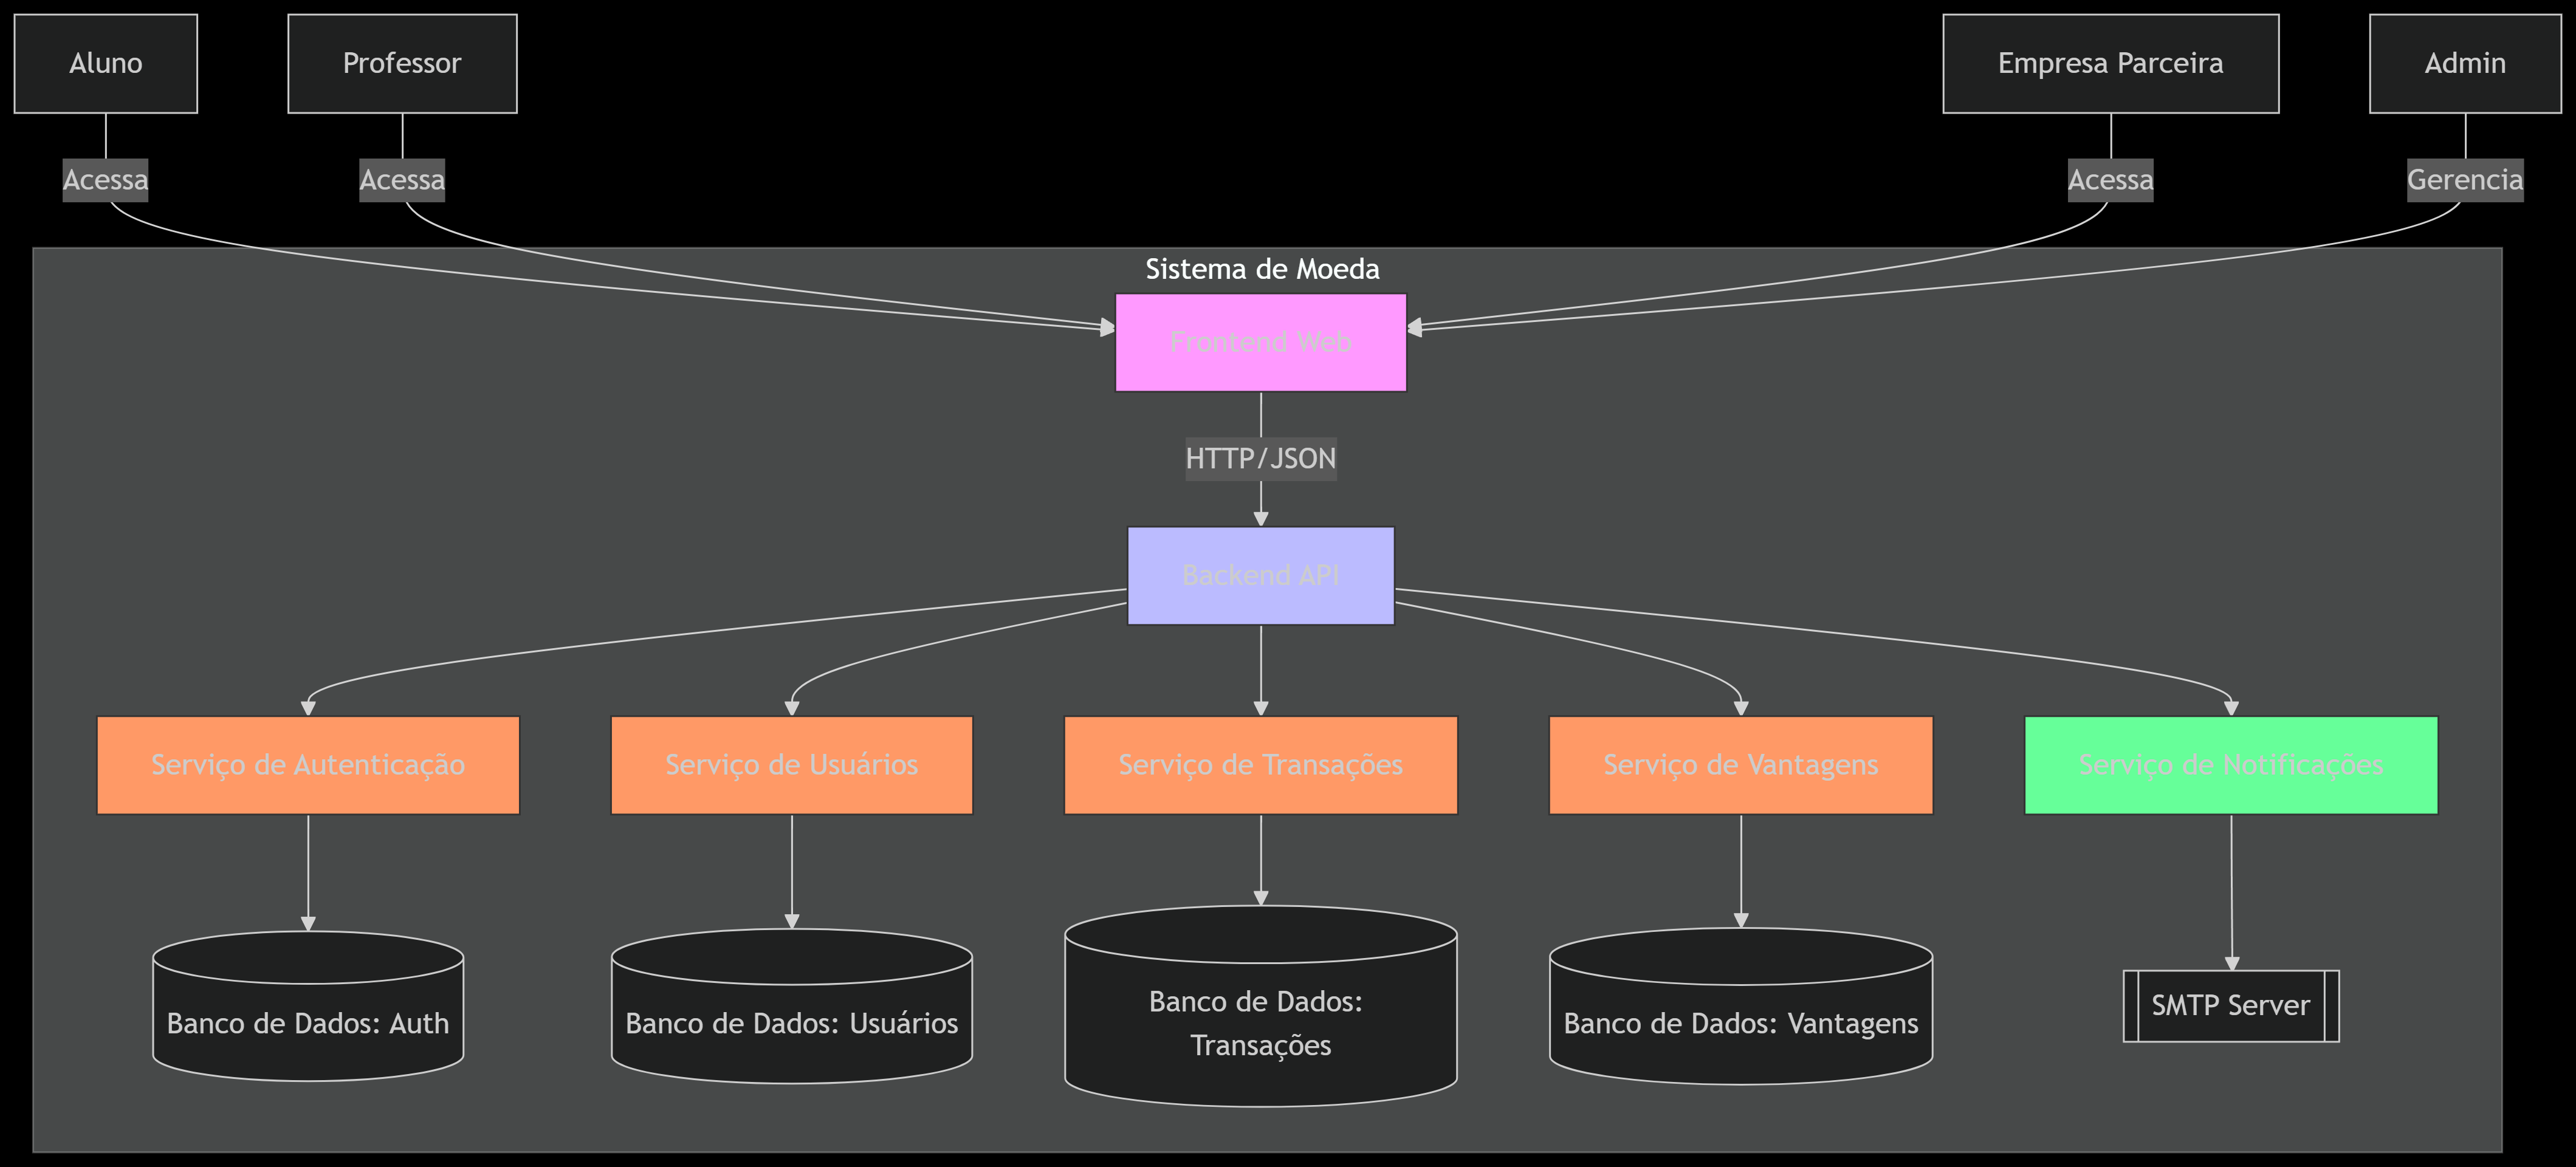 Aluno
Professor
Empresa Parceira
Admin
Acessa
Acessa
Acessa
Gerencia
Sistema de Moeda
Frontend Web
HTTP/JSON
Backend API
Serviço de Autenticação
Serviço de Usuários
Serviço de Transações
Serviço de Vantagens
Serviço de Notificações
Banco de Dados: Auth
Banco de Dados: Usuários
Banco de Dados:
Transações
Banco de Dados: Vantagens
SMTP Server